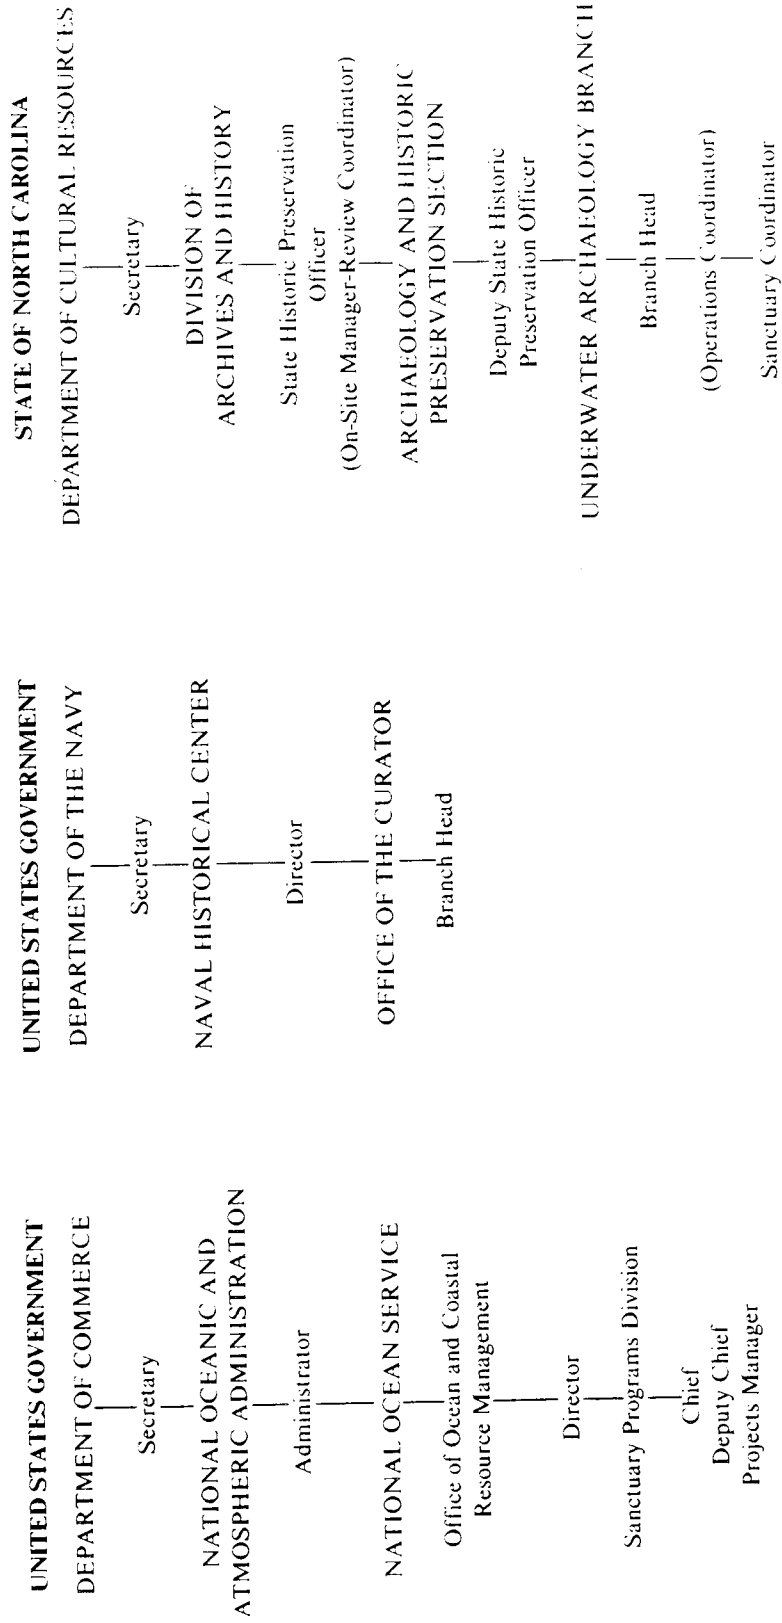 UNITED STATES GOVERNMENT
DEPARTMENT OF COMMERCE
Secretary
NATIONAL OCEANIC AND
ATMOSPHERIC ADMINISTRATION
Administrator
NATIONAL OCEAN SERVICE
Office of Ocean and Coastal
Resource Management
Director
Sanctuary Programs Division
Chief
Deputy Chief
Projects Manager
UNITED STATES GOVERNMENT
DEPARTMENT OF THE NAVY
Secretary
NAVAL HISTORICAL CENTER
Director
OFFICE OF THE CURATOR
Branch Head
STATE OF NORTH CAROLINA
DEPARTMENT OF CULTURAL RESOURCES
Secretary
DIVISION OF
ARCHIVES AND HISTORY
State Historic Preservation
Officer
(On-Site Manager-Review Coordinator)
ARCHAEOLOGY AND HISTORIC
PRESERVATION SECTION
Deputy State Historic
Preservation Officer
UNDERWATER ARCHAEOLOGY BRANCH
Branch Head
(Operations Coordinator)
Sanctuary Coordinator